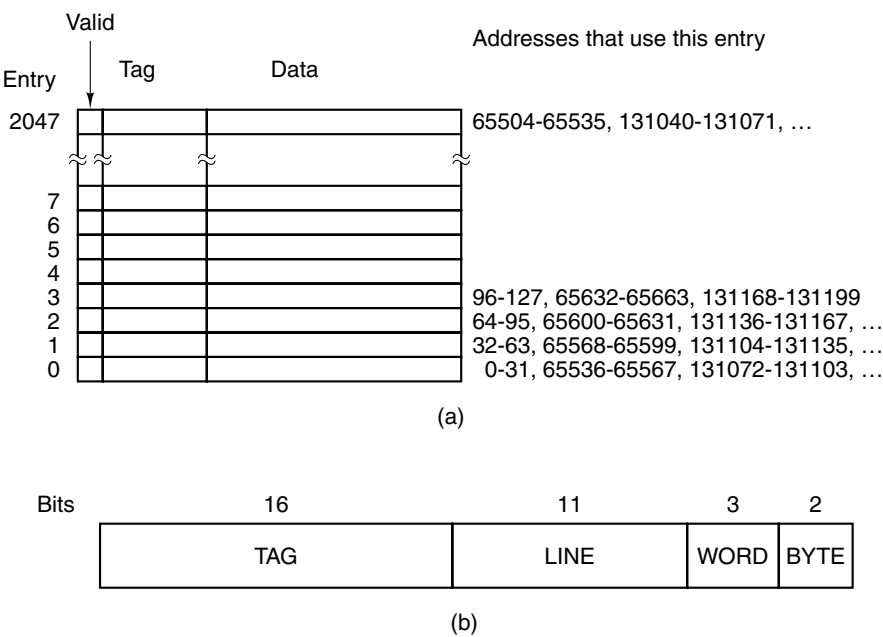 Valid
Addresses that use this entry
Entry Tag Data
2047 65504-65535, 131040-131071, …
7
6
5
4
3 96-127, 65632-65663, 131168-131199
2 64-95, 65600-65631, 131136-131167, …
1 32-63, 65568-65599, 131104-131135, …
0 0-31, 65536-65567, 131072-131103, …
(a)
Bits 16 11 3 2
TAG LINE WORD BYTE
(b)